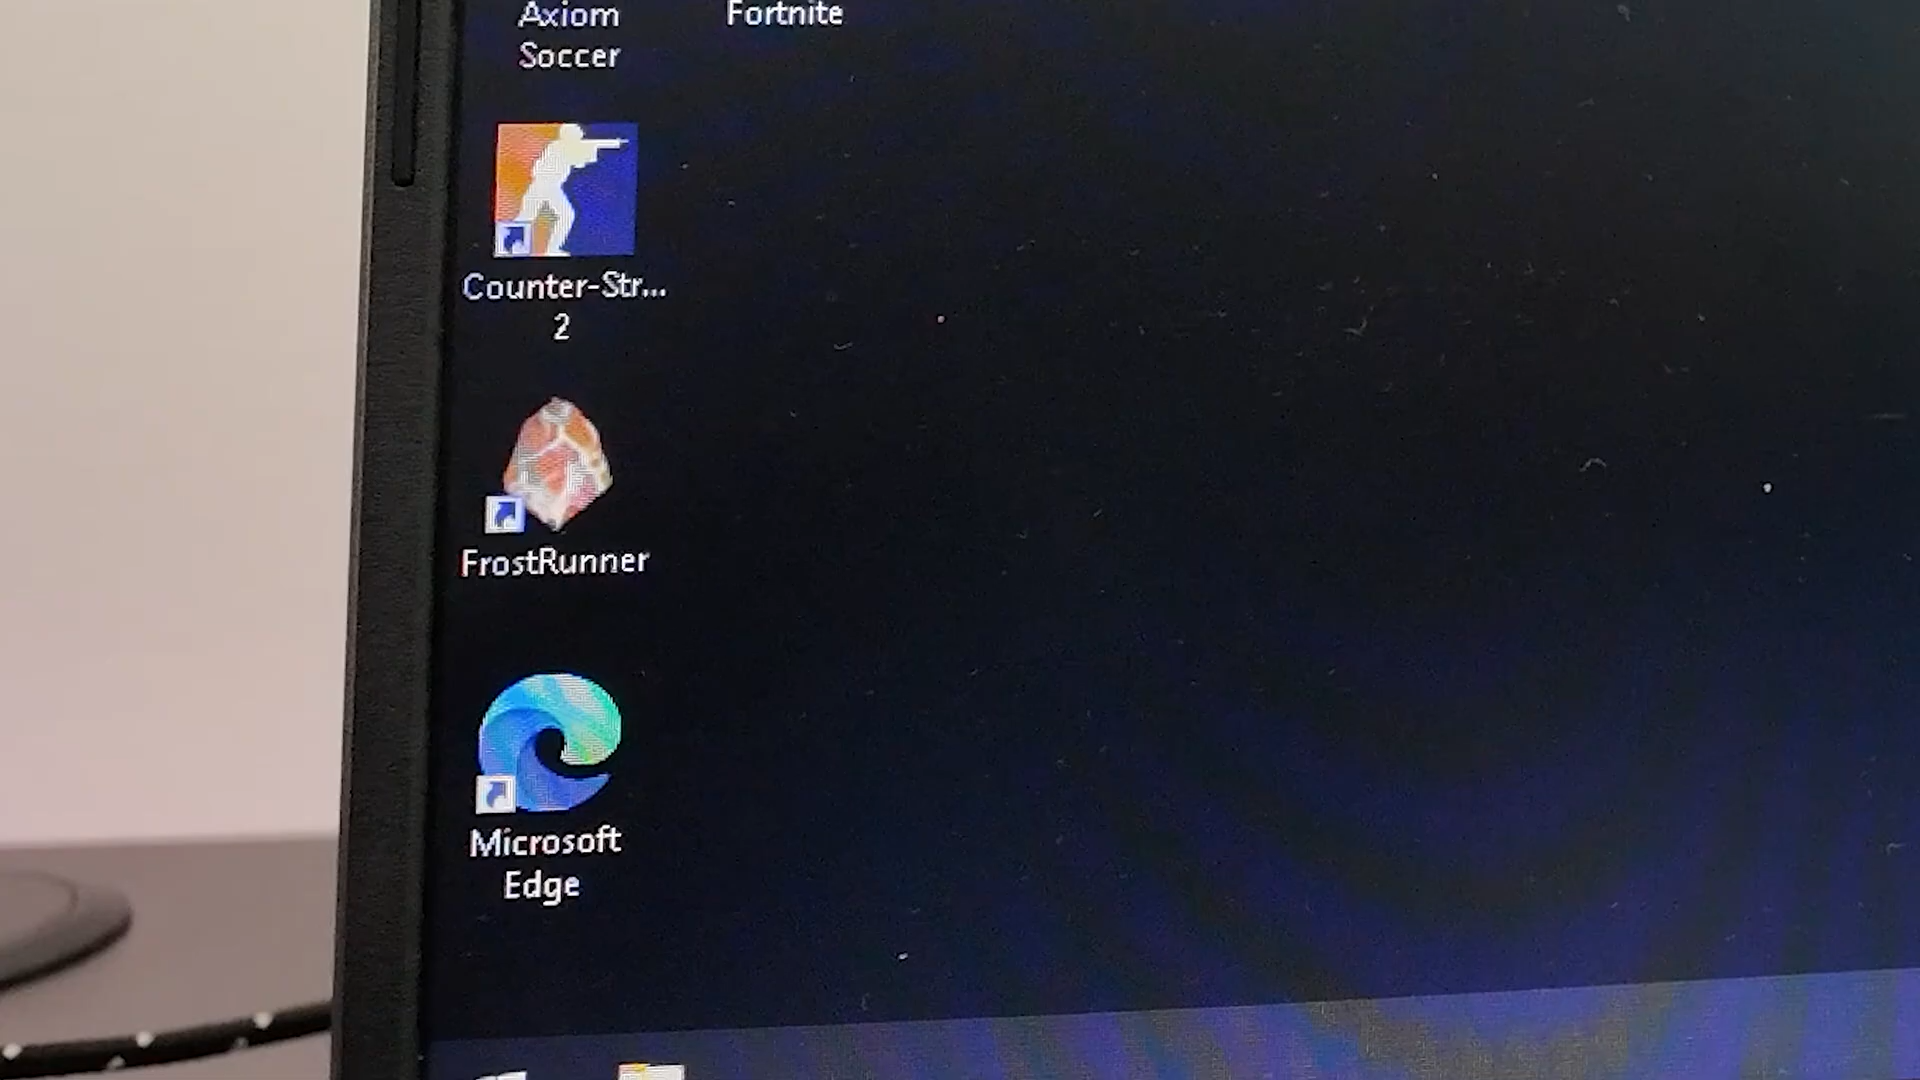 Axiom
Soccer
Fortnite
Counter-Str...
2
FrostRunner
Microsoft
Edge